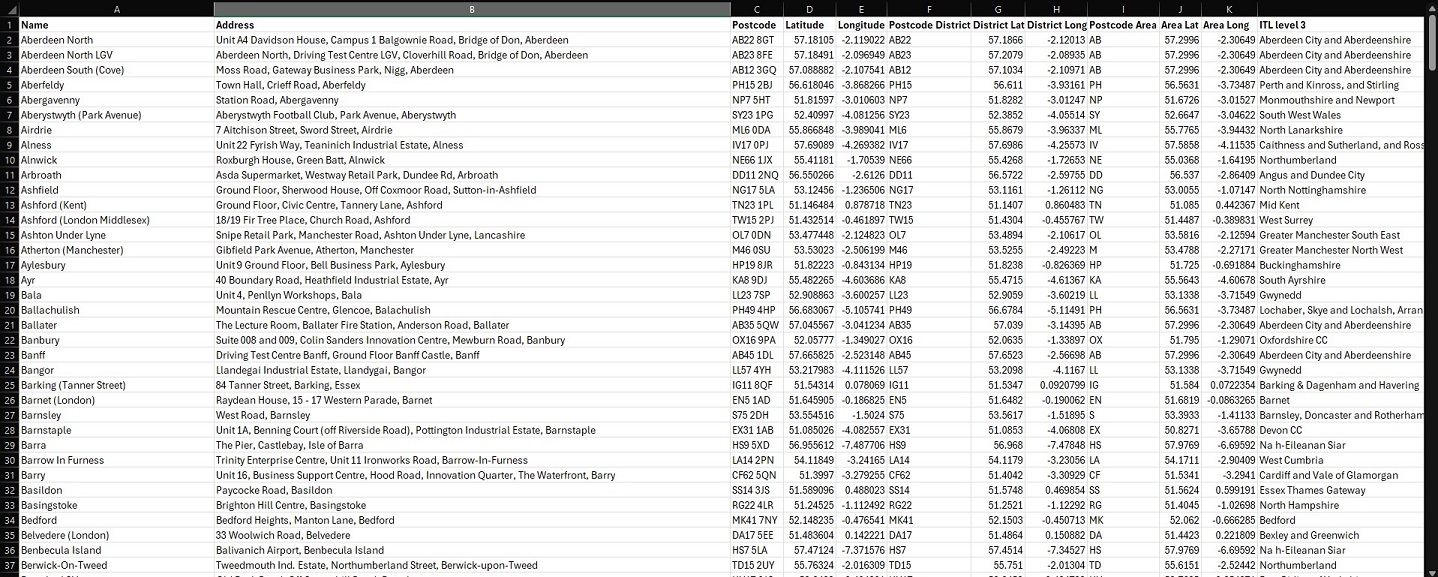 A B C D E F G H I J K L
1 Name Address Postcode Latitude Longitude Postcode District District Lat District Long Postcode Area Area Lat Area Long ITL level 3
2 Aberdeen North Unit A4 Davidson House, Campus 1 Balgownie Road, Bridge of Don, Aberdeen AB22 8GT 57.18105 -2.119022 AB22 57.1866 -2.12013 AB 57.2996 -2.30649 Aberdeen City and Aberdeenshire
3 Aberdeen North LGV Aberdeen North, Driving Test Centre LGV, Cloverhill Road, Bridge of Don, Aberdeen AB23 8FE 57.18491 -2.096949 AB23 57.2079 -2.08935 AB 57.2996 -2.30649 Aberdeen City and Aberdeenshire
4 Aberdeen South (Cove) Moss Road, Gateway Business Park, Nigg, Aberdeen AB12 3GQ 57.088882 -2.107541 AB12 57.1034 -2.10971 AB 57.2996 -2.30649 Aberdeen City and Aberdeenshire
5 Aberfeldy Town Hall, Crieff Road, Aberfeldy PH15 2BJ 56.618046 -3.868266 PH15 56.611 -3.93161 PH 56.5631 -3.73487 Perth and Kinross, and Stirling
6 Abergavenny Station Road, Abergavenny NP7 5HT 51.81597 -3.010603 NP7 51.8282 -3.01247 NP 51.6726 -3.01527 Monmouthshire and Newport
7 Aberystwyth (Park Avenue) Aberystwyth Football Club, Park Avenue, Aberystwyth SY23 1PG 52.40997 -4.081256 SY23 52.3852 -4.05514 SY 52.6647 -3.04622 South West Wales
8 Airdrie 7 Aitchison Street, Sword Street, Airdrie ML6 0DA 55.866848 -3.989041 ML6 55.8679 -3.96337 ML 55.7765 -3.94432 North Lanarkshire
9 Alness Unit 22 Fyrish Way, Teaninich Industrial Estate, Alness IV17 0PJ 57.69089 -4.269382 IV17 57.6986 -4.25573 IV 57.5858 -4.11535 Caithness and Sutherland, and Ross
10 Alnwick Roxburgh House, Green Batt, Alnwick NE66 1JX 55.41181 -1.70539 NE66 55.4268 -1.72653 NE 55.0368 -1.64195 Northumberland
11 Arbroath Asda Supermarket, Westway Retail Park, Dundee Rd, Arbroath DD11 2NQ 56.550266 -2.6126 DD11 56.5722 -2.59755 DD 56.537 -2.86409 Angus and Dundee City
12 Ashfield Ground Floor, Sherwood House, Off Coxmoor Road, Sutton-in-Ashfield NG17 5LA 53.12456 -1.236506 NG17 53.1161 -1.26112 NG 53.0055 -1.07147 North Nottinghamshire
13 Ashford (Kent) Ground Floor, Civic Centre, Tannery Lane, Ashford TN23 1PL 51.146484 0.878718 TN23 51.1407 0.860483 TN 51.085 0.442367 Mid Kent
14 Ashford (London Middlesex) 18/19 Fir Tree Place, Church Road, Ashford TW15 2PJ 51.432514 -0.461897 TW15 51.4304 -0.455767 TW 51.4487 -0.389831 West Surrey
15 Ashton Under Lyne Snipe Retail Park, Manchester Road, Ashton Under Lyne, Lancashire OL7 0DN 53.477448 -2.124823 OL7 53.4894 -2.10617 OL 53.5816 -2.12594 Greater Manchester South East
16 Atherton (Manchester) Gibfield Park Avenue, Atherton, Manchester M46 0SU 53.53023 -2.506199 M46 53.5255 -2.49223 M 53.4788 -2.27171 Greater Manchester North West
17 Aylesbury Unit 9 Ground Floor, Bell Business Park, Aylesbury HP19 8JR 51.82223 -0.843134 HP19 51.8238 -0.826369 HP 51.725 -0.691884 Buckinghamshire
18 Ayr 40 Boundary Road, Heathfield Industrial Estate, Ayr KA8 9DJ 55.482266 -4.603686 KA8 55.4715 -4.61367 KA 55.5643 -4.60678 South Ayrshire
19 Bala Unit 4, Penllyn Workshops, Bala LL23 7SP 52.908863 -3.600257 LL23 52.9059 -3.60219 LL 53.1338 -3.71549 Gwynedd
20 Ballachulish Mountain Rescue Centre, Glencoe, Balachulish PH49 4HP 56.683067 -5.105741 PH49 56.6784 -5.11491 PH 56.5631 -3.73487 Lochaber, Skye and Lochalsh, Arran
21 Ballater The Lecture Room, Ballater Fire Station, Anderson Road, Ballater AB35 5QW 57.045567 -3.041234 AB35 57.039 -3.14395 AB 57.2996 -2.30649 Aberdeen City and Aberdeenshire
22 Banbury Suite 008 and 009, Colin Sanders Innovation Centre, Mewburn Road, Banbury OX16 9PA 52.05777 -1.349027 OX16 52.0635 -1.33897 OX 51.795 -1.29071 Oxfordshire CC
23 Banff Driving Test Centre Banff, Ground Floor Banff Castle, Banff AB45 1DL 57.665825 -2.523148 AB45 57.6523 -2.56698 AB 57.2996 -2.30649 Aberdeen City and Aberdeenshire
24 Bangor Llandegai Industrial Estate, Llandygai, Bangor LL57 4YH 53.217983 -4.111526 LL57 53.2098 -4.1167 LL 53.1338 -3.71549 Gwynedd
25 Barking (Tanner Street) 84 Tanner Street, Barking, Essex IG11 8QF 51.54314 0.078069 IG11 51.5347 0.0920799 IG 51.584 0.0722354 Barking & Dagenham and Havering
26 Barnet (London) Raydean House, 15 - 17 Western Parade, Barnet EN5 1AD 51.645905 -0.186825 EN5 51.6482 -0.190062 EN 51.6819 -0.0863265 Barnet
27 Barnsley West Road, Barnsley S75 2DH 53.554516 -1.5024 S75 53.5617 -1.51895 S 53.3933 -1.41133 Barnsley, Doncaster and Rotherham
28 Barnstaple Unit 1A, Benning Court (off Riverside Road), Pottington Industrial Estate, Barnstaple EX31 1AB 51.085026 -4.082557 EX31 51.0853 -4.06808 EX 50.8271 -3.65788 Devon CC
29 Barra The Pier, Castlebay, Isle of Barra HS9 5XD 56.955612 -7.487706 HS9 56.968 -7.47848 HS 57.9769 -6.69592 Na h-Eileanan Siar
30 Barrow In Furness Trinity Enterprise Centre, Unit 11 Ironworks Road, Barrow-In-Furness LA14 2PN 54.11849 -3.24165 LA14 54.1179 -3.23056 LA 54.1711 -2.90409 West Cumbria
31 Barry Unit 16, Business Support Centre, Hood Road, Innovation Quarter, The Waterfront, Barry CF62 5QN 51.3997 -3.279255 CF62 51.4042 -3.30929 CF 51.5341 -3.2941 Cardiff and Vale of Glamorgan
32 Basildon Paycocke Road, Basildon SS14 3JS 51.589096 0.488023 SS14 51.5748 0.469854 SS 51.5624 0.599191 Essex Thames Gateway
33 Basingstoke Brighton Hill Centre, Basingstoke RG22 4LR 51.24525 -1.112492 RG22 51.2521 -1.12292 RG 51.4045 -1.02698 North Hampshire
34 Bedford Bedford Heights, Manton Lane, Bedford MK41 7NY 52.148235 -0.476541 MK41 52.1503 -0.450713 MK 52.062 -0.666285 Bedford
35 Belvedere (London) 33 Woolwich Road, Belvedere DA17 5EE 51.483604 0.142221 DA17 51.4864 0.150882 DA 51.4423 0.221809 Bexley and Greenwich
36 Benbecula Island Balivanich Airport, Benbecula Island HS7 5LA 57.47124 -7.371576 HS7 57.4514 -7.34527 HS 57.9769 -6.69592 Na h-Eileanan Siar
37 Berwick-On-Tweed Tweedmouth Ind. Estate, Northumberland Street, Berwick-upon-Tweed TD15 2UY 55.76324 -2.016309 TD15 55.751 -2.01304 TD 55.6151 -2.52442 Northumberland